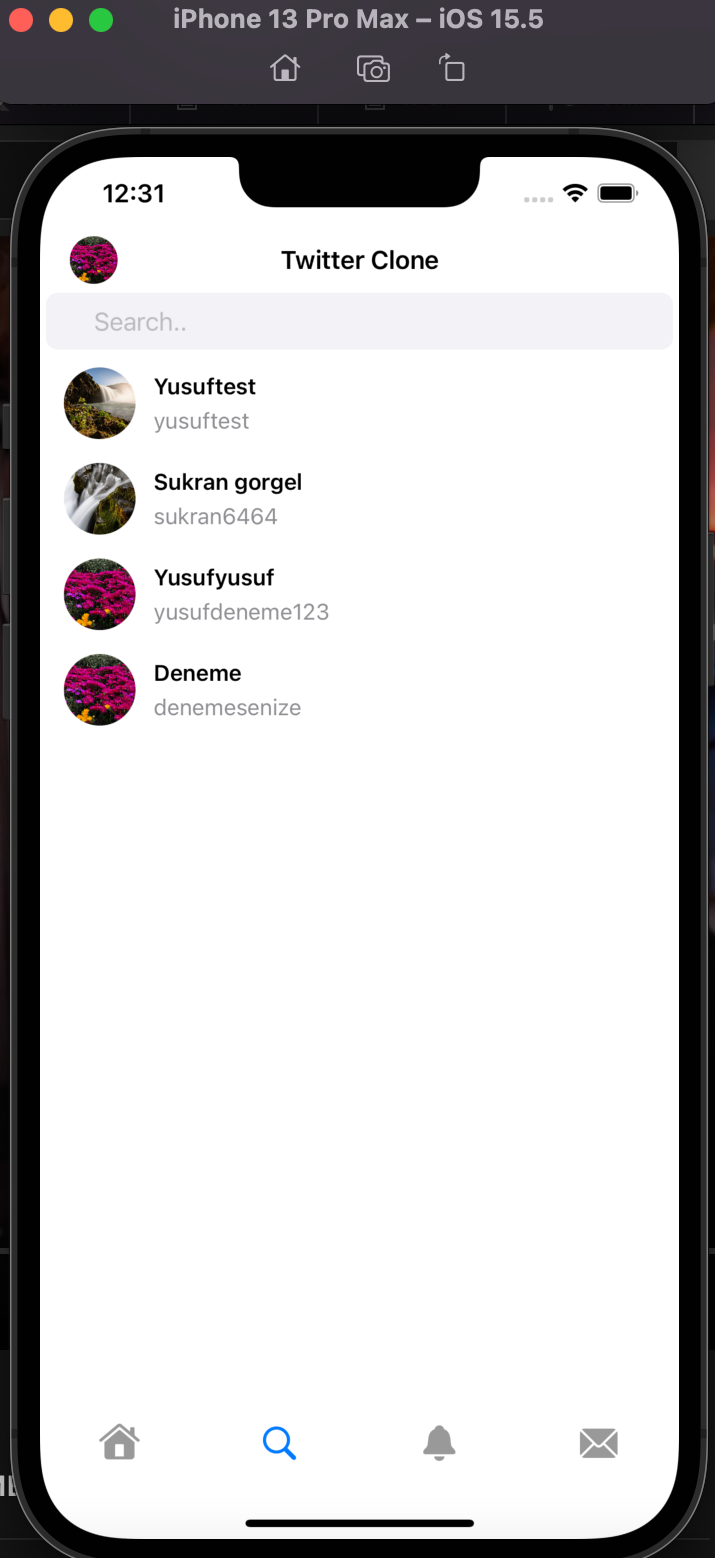 iPhone 13 Pro Max – iOS 15.5
12:31
Twitter Clone
Search..
Yusuftest
yusuftest
Sukran gorgel
sukran6464
Yusufyusuf
yusufdeneme123
Deneme
denemesenize